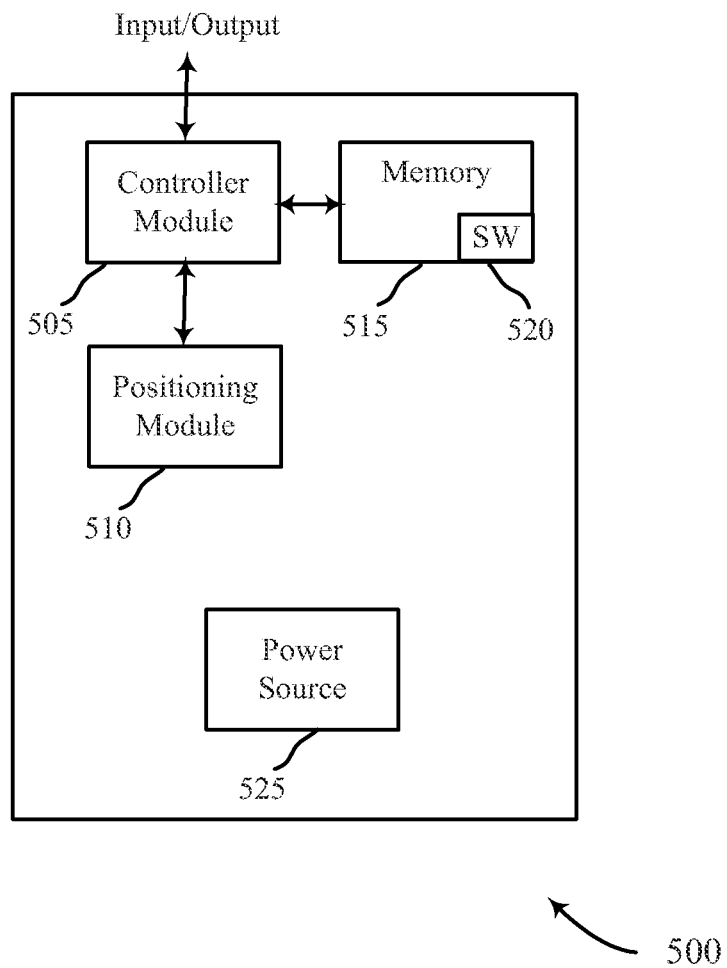 Input/Output
Controller
Module
Memory
SW
505
515
520
Positioning
Module
510
Power
Source
525
500